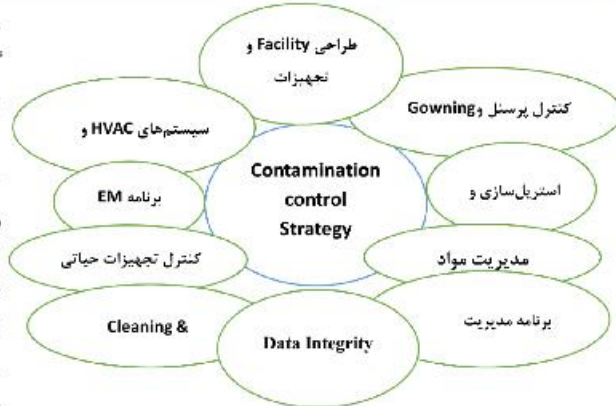 طراحی Facility و
تجهیزات
کنترل پرسنل وGowning
سیستم‌های HVAC و
Contamination
control
Strategy
استریل‌سازی و
برنامه EM
کنترل تجهیزات حیاتی
مدیریت مواد
برنامه مدیریت
Cleaning &
Data Integrity